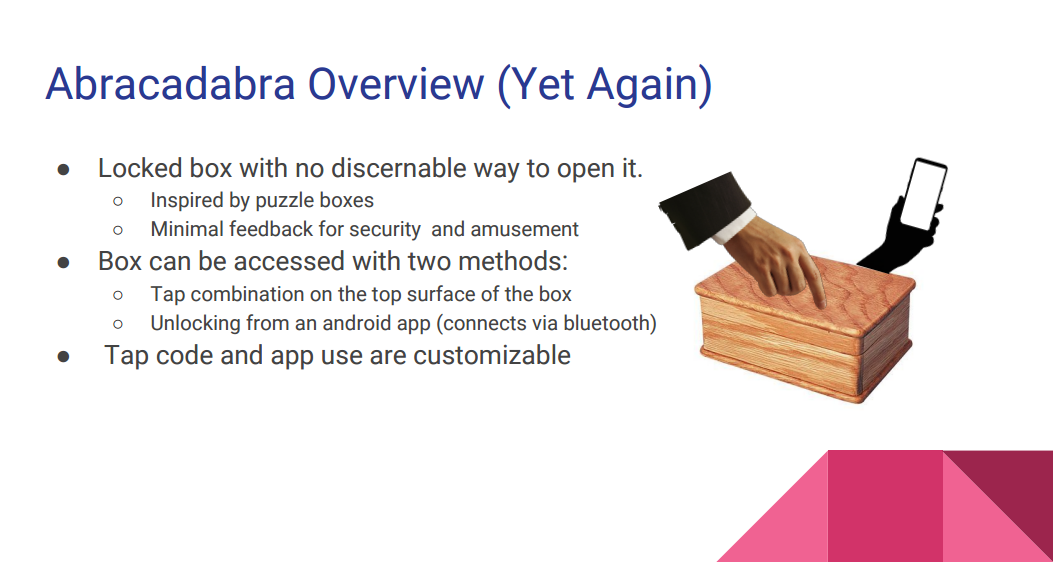 Abracadabra Overview (Yet Again)
● Locked box with no discernable way to open it.
○ Inspired by puzzle boxes
○ Minimal feedback for security  and amusement
● Box can be accessed with two methods:
○ Tap combination on the top surface of the box
○ Unlocking from an android app (connects via bluetooth)
● Tap code and app use are customizable